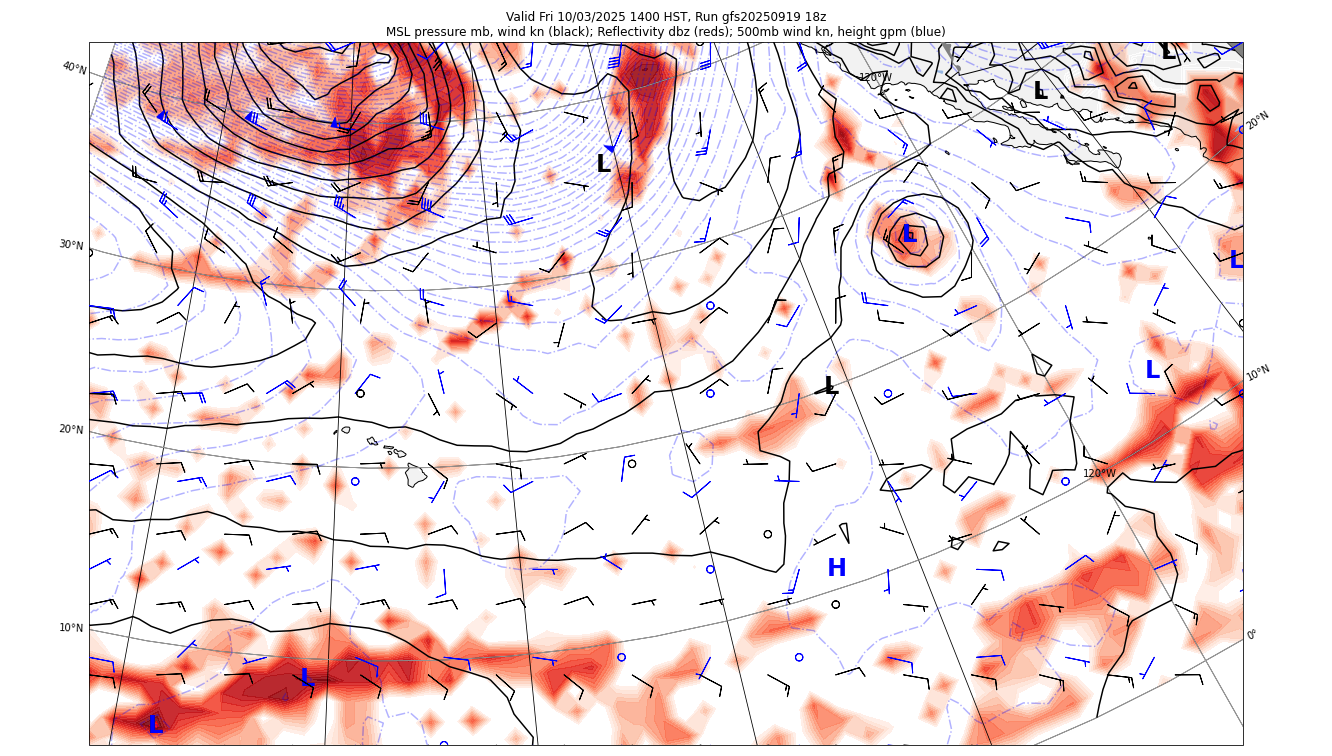 Valid Fri 10/03/2025 1400 HST, Run gfs20250919 18z
MSL pressure mb, wind kn (black); Reflectivity dbz (reds); 500mb wind kn, height gpm (blue)
L
40°N
120°W
L
20°N
L
L
30°N
L
L
10°N
L
20°N
120°W
H
10°N
0°
L
L